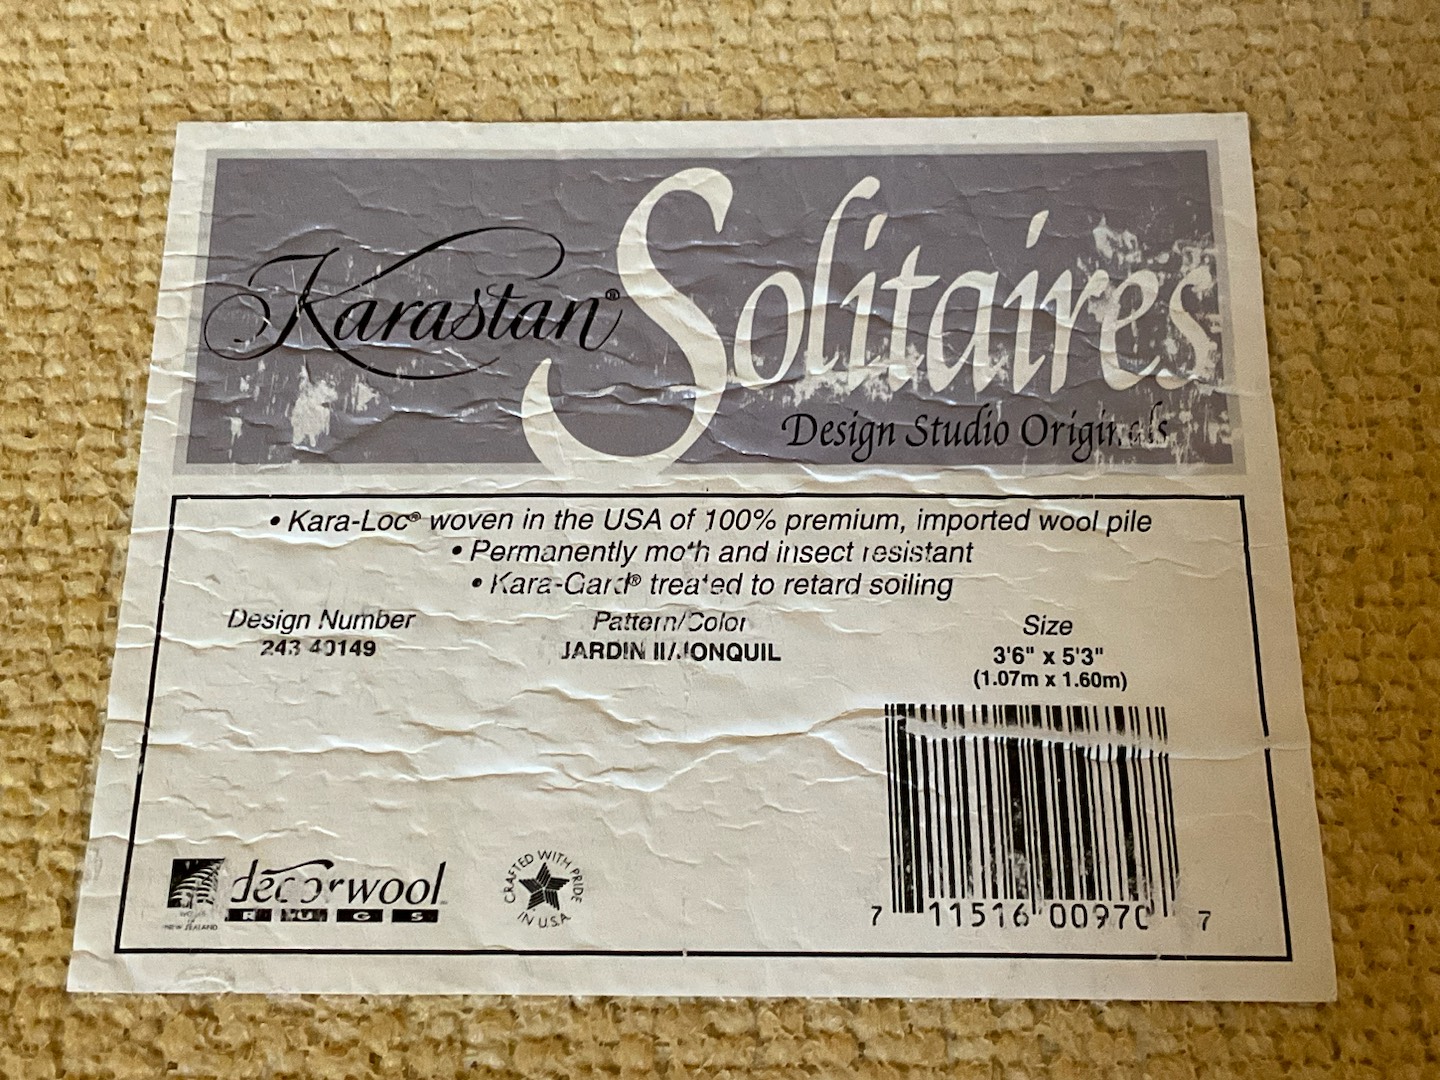 Karastan® Solitaires
Design Studio Originals
• Kara-Loc® woven in the USA of 100% premium, imported wool pile
• Permanently moth and insect resistant
• Kara-Gard® treated to retard soiling
Design Number
243 40149
Pattern/Color
JARDIN II/JONQUIL
Size
3'6" x 5'3"
(1.07m x 1.60m)
decorwool
RUGS
NEW ZEALAND
CRAFTED WITH PRIDE
IN U.S.A
7 11516 00970 7